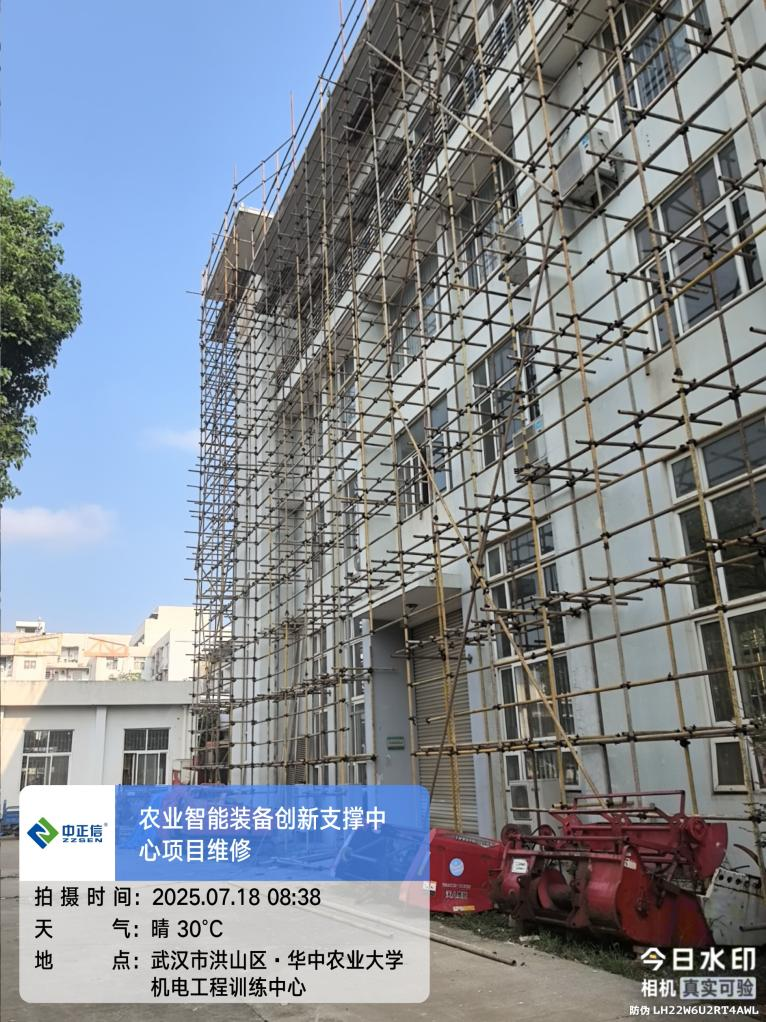 中正信®
ZZSEN
农业智能装备创新支撑中
心项目维修
拍摄时间：2025.07.18 08:38
天气：晴 30°C
地点：武汉市洪山区·华中农业大学
机电工程训练中心
今日水印
相机 真实可验
防伪 LH22W6U2RT4AWL